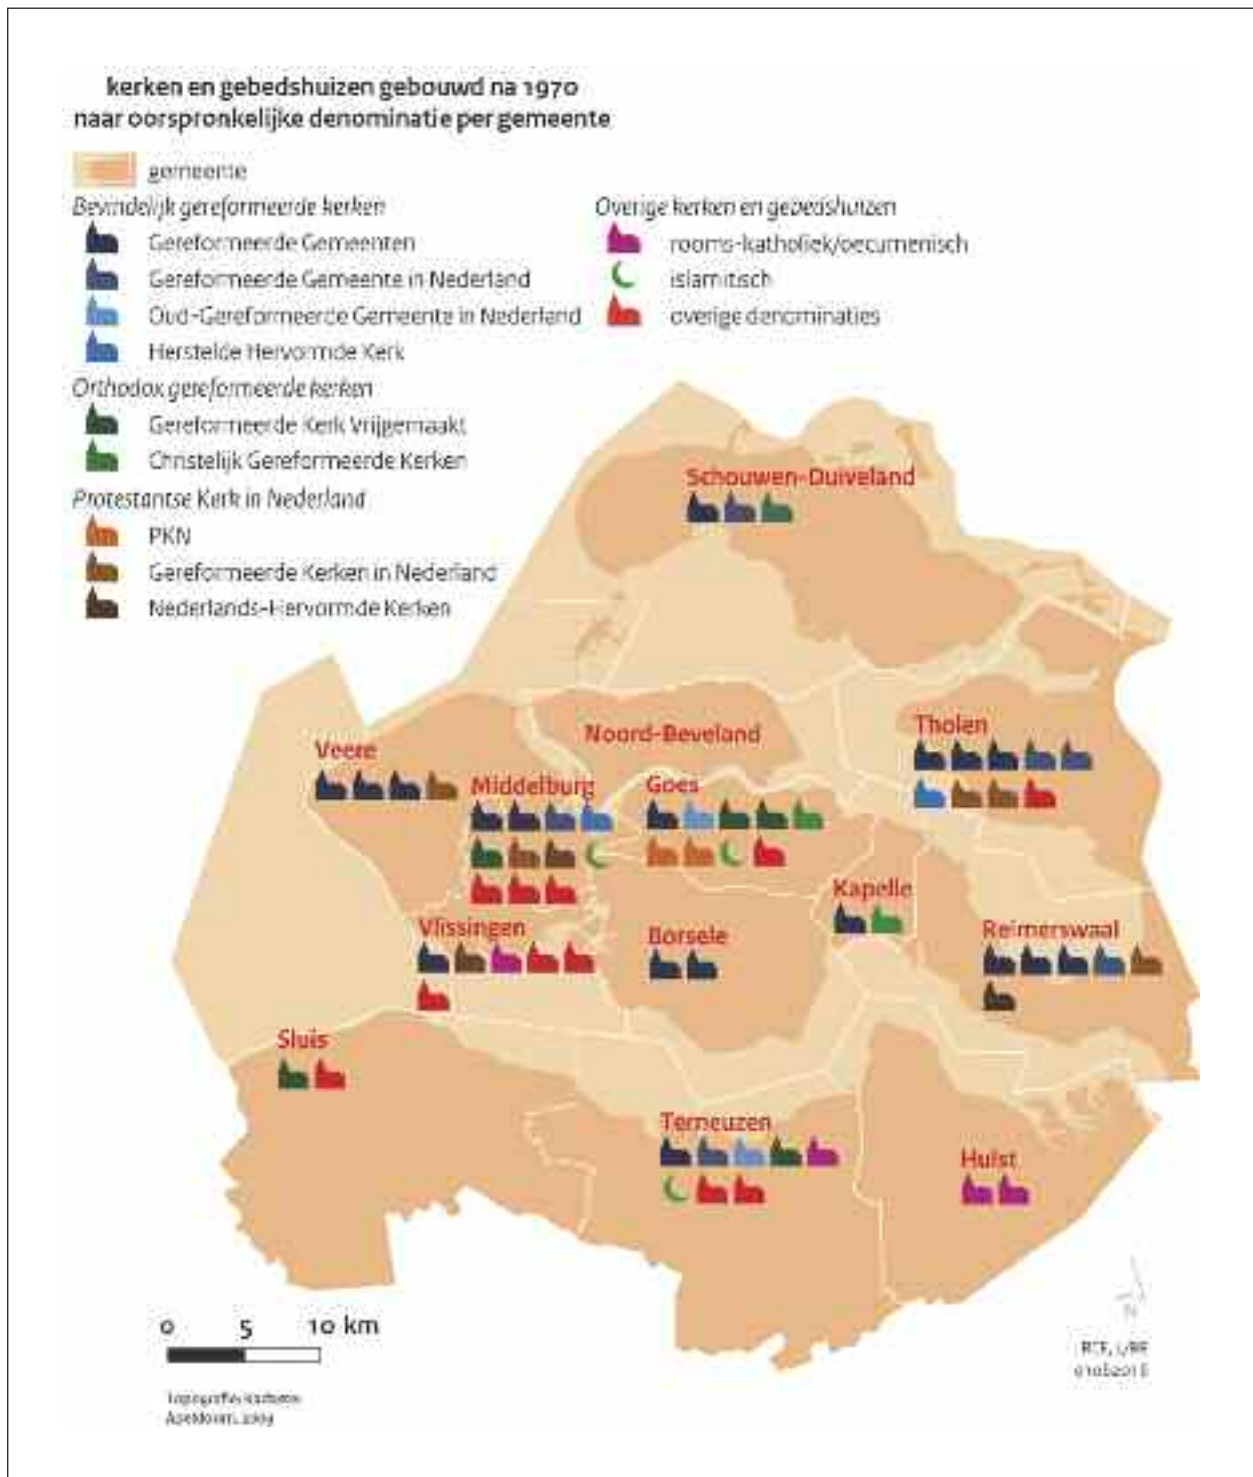 kerken en gebedshuizen gebouwd na 1970
naar oorspronkelijke denominatie per gemeente
gemeente
Bevindelijk gereformeerde kerken
Gereformeerde Gemeenten
Gereformeerde Gemeente in Nederland
Oud-Gereformeerde Gemeente in Nederland
Herstelde Hervormde Kerk
Orthodox gereformeerde kerken
Gereformeerde Kerk Vrijgemaakt
Christelijk Gereformeerde Kerken
Protestantse Kerk in Nederland
PKN
Gereformeerde Kerken in Nederland
Nederlands-Hervormde Kerken
Overige kerken en gebedshuizen
rooms-katholiek/oecumenisch
islamitisch
overige denominaties
Schouwen-Duiveland
Noord-Beveland
Tholen
Veere
Middelburg
Goes
Kapelle
Vlissingen
Borsele
Reimerswaal
Sluis
Terneuzen
Hulst
0 5 10 km
N
Topografie: Kadaster
Apeldoorn, 2009